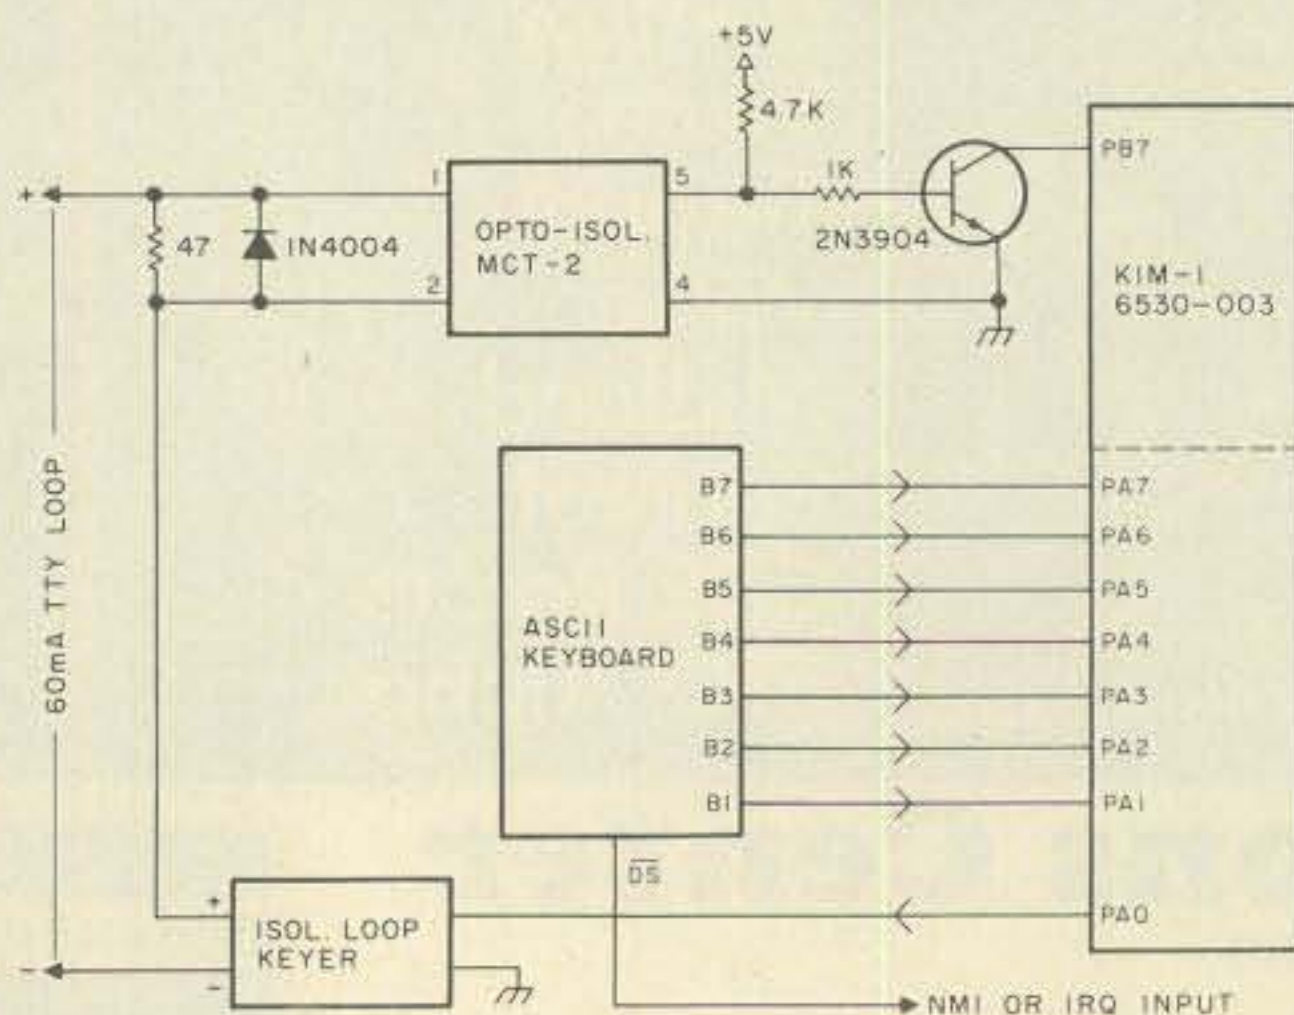 +5V
4.7K
1K
2N3904
PB7
+
47
1N4004
1
2
OPTO-ISOL.
MCT-2
5
4
KIM-1
6530-003
60mA TTY LOOP
ASCII
KEYBOARD
B7
B6
B5
B4
B3
B2
B1
PA7
PA6
PA5
PA4
PA3
PA2
PA1
PA0
D̅S̅
+
-
ISOL. LOOP
KEYER
-
NMI OR IRQ INPUT